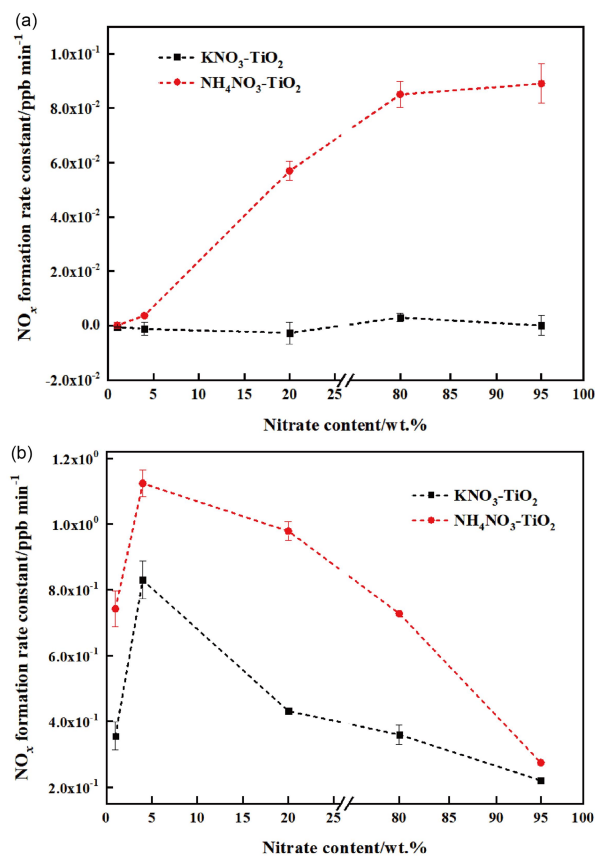 (a)
KNO₃-TiO₂
NH₄NO₃-TiO₂
NOₓ formation rate constant/ppb min⁻¹
1.0x10⁻¹
8.0x10⁻²
6.0x10⁻²
4.0x10⁻²
2.0x10⁻²
0.0
-2.0x10⁻²
0 5 10 15 20 25 80 85 90 95 100
Nitrate content/wt.%
(b)
KNO₃-TiO₂
NH₄NO₃-TiO₂
NOₓ formation rate constant/ppb min⁻¹
1.2x10⁰
1.0x10⁰
8.0x10⁻¹
6.0x10⁻¹
4.0x10⁻¹
2.0x10⁻¹
0 5 10 15 20 25 80 85 90 95 100
Nitrate content/wt.%